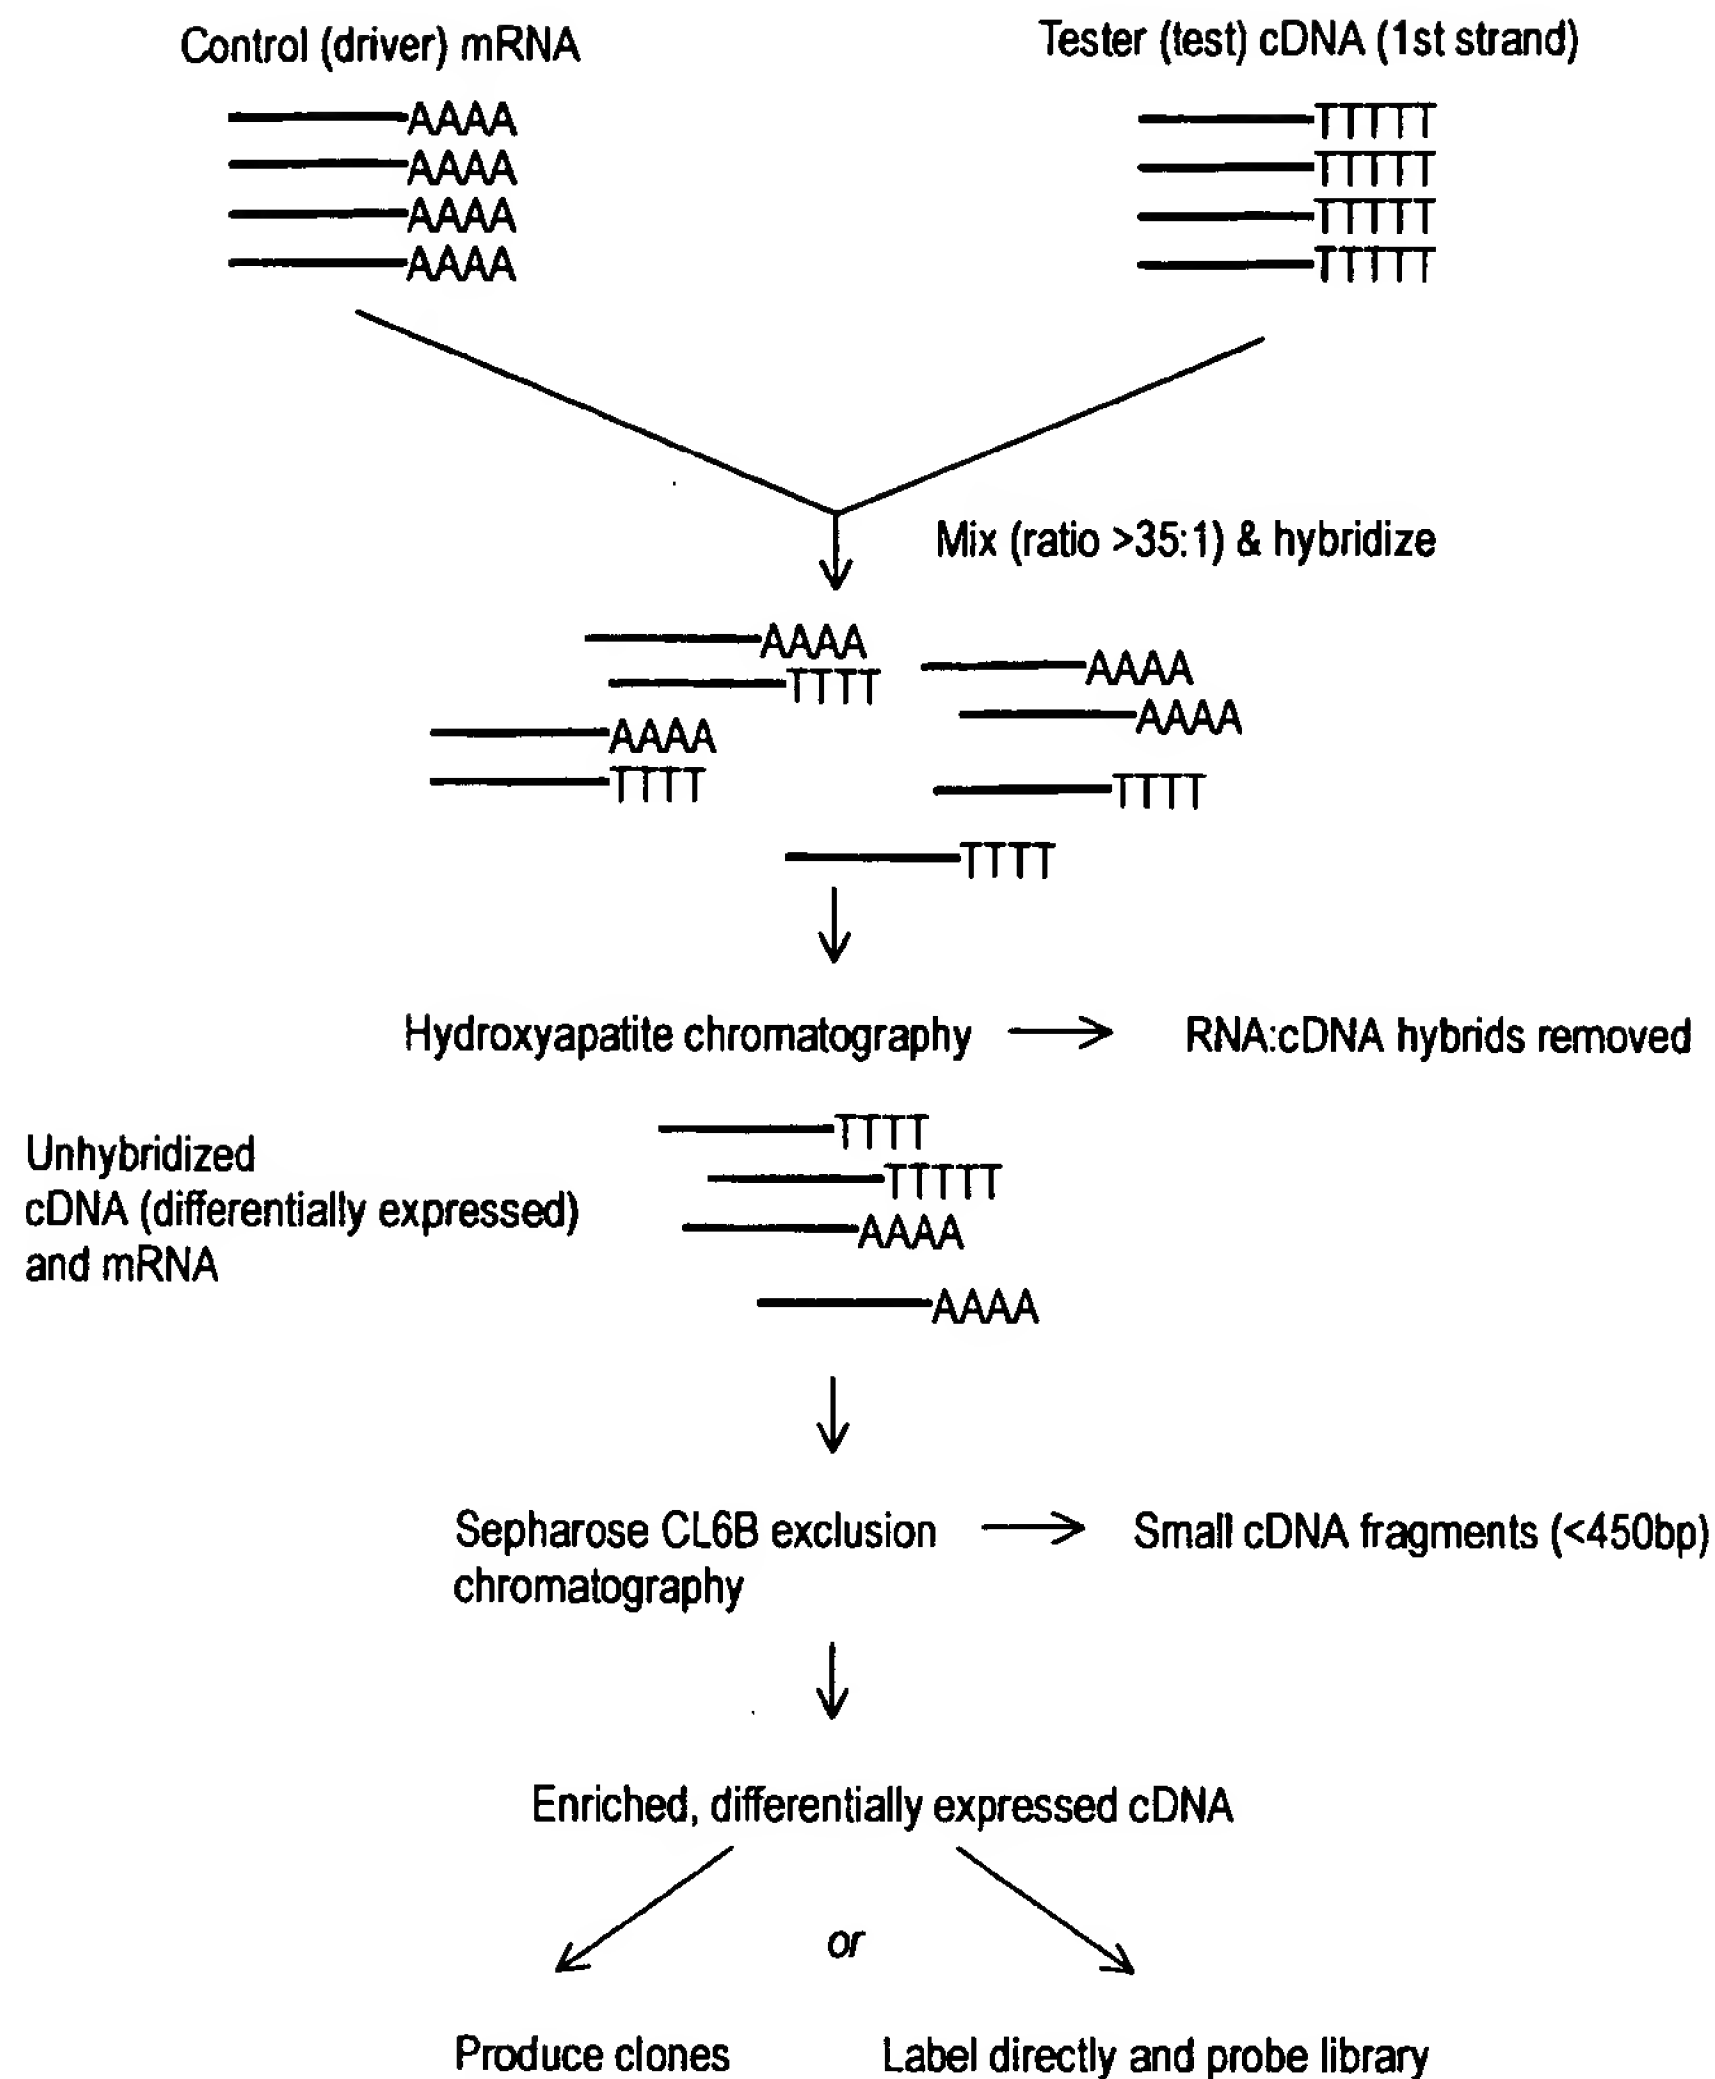 Control (driver) mRNA
Tester (test) cDNA (1st strand)
AAAA
TTTTT
AAAA
TTTTT
AAAA
TTTTT
AAAA
TTTTT
Mix (ratio >35:1) & hybridize
AAAA
TTTT
AAAA
AAAA
AAAA
TTTT
TTTT
TTTT
Hydroxyapatite chromatography
RNA:cDNA hybrids removed
Unhybridized
cDNA (differentially expressed)
and mRNA
TTTT
TTTTT
AAAA
AAAA
Sepharose CL6B exclusion
chromatography
Small cDNA fragments (<450bp)
Enriched, differentially expressed cDNA
or
Produce clones
Label directly and probe library